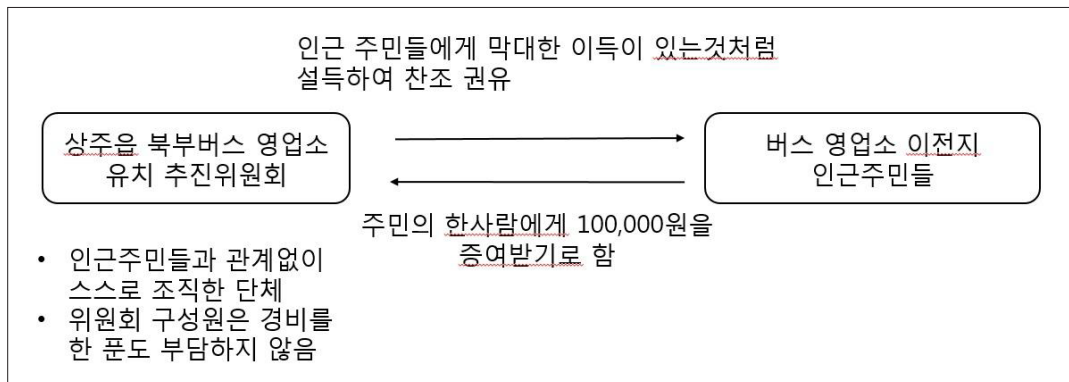 인근 주민들에게 막대한 이득이 있는것처럼
설득하여 찬조 권유
상주읍 북부버스 영업소
유치 추진위원회
버스 영업소 이전지
인근주민들
주민의 한사람에게 100,000원을
증여받기로 함
• 인근주민들과 관계없이
스스로 조직한 단체
• 위원회 구성원은 경비를
한 푼도 부담하지 않음